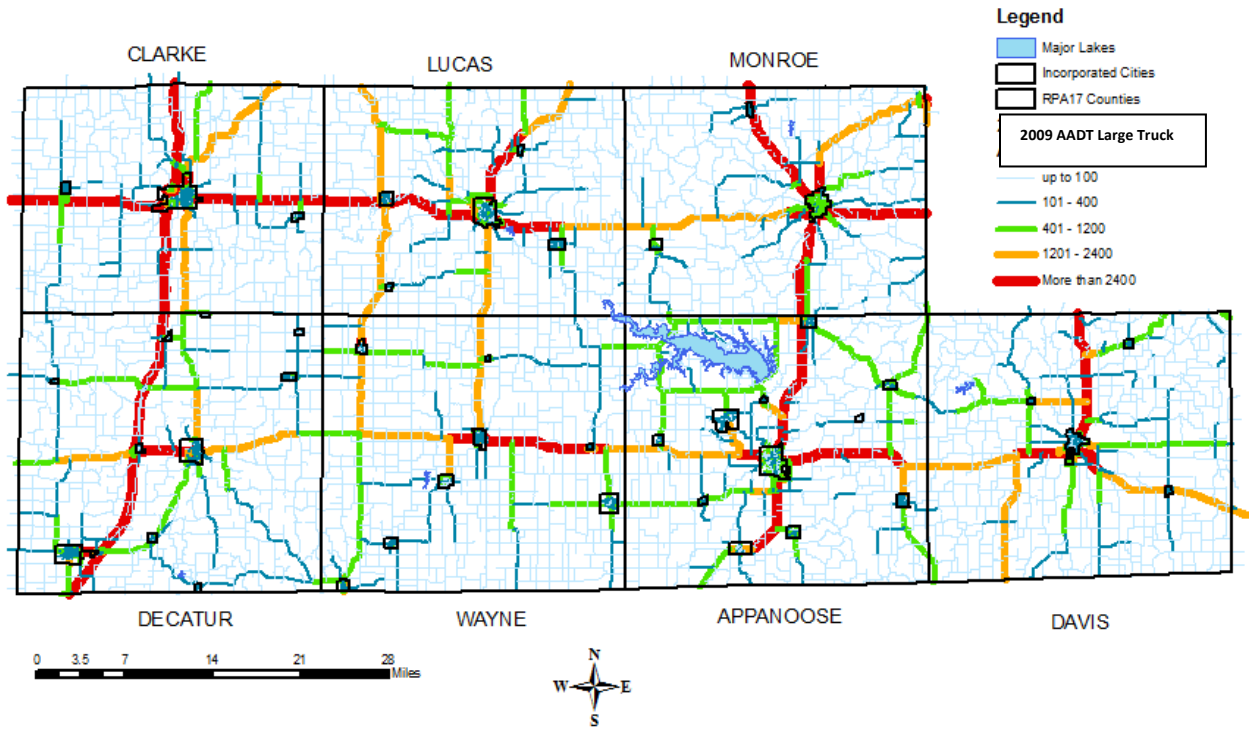 Legend
Major Lakes
Incorporated Cities
RPA17 Counties
2009 AADT Large Truck
up to 100
101 - 400
401 - 1200
1201 - 2400
More than 2400
CLARKE
LUCAS
MONROE
DECATUR
WAYNE
APPANOOSE
DAVIS
0 3.5 7 14 21 28
Miles
N
W E
S